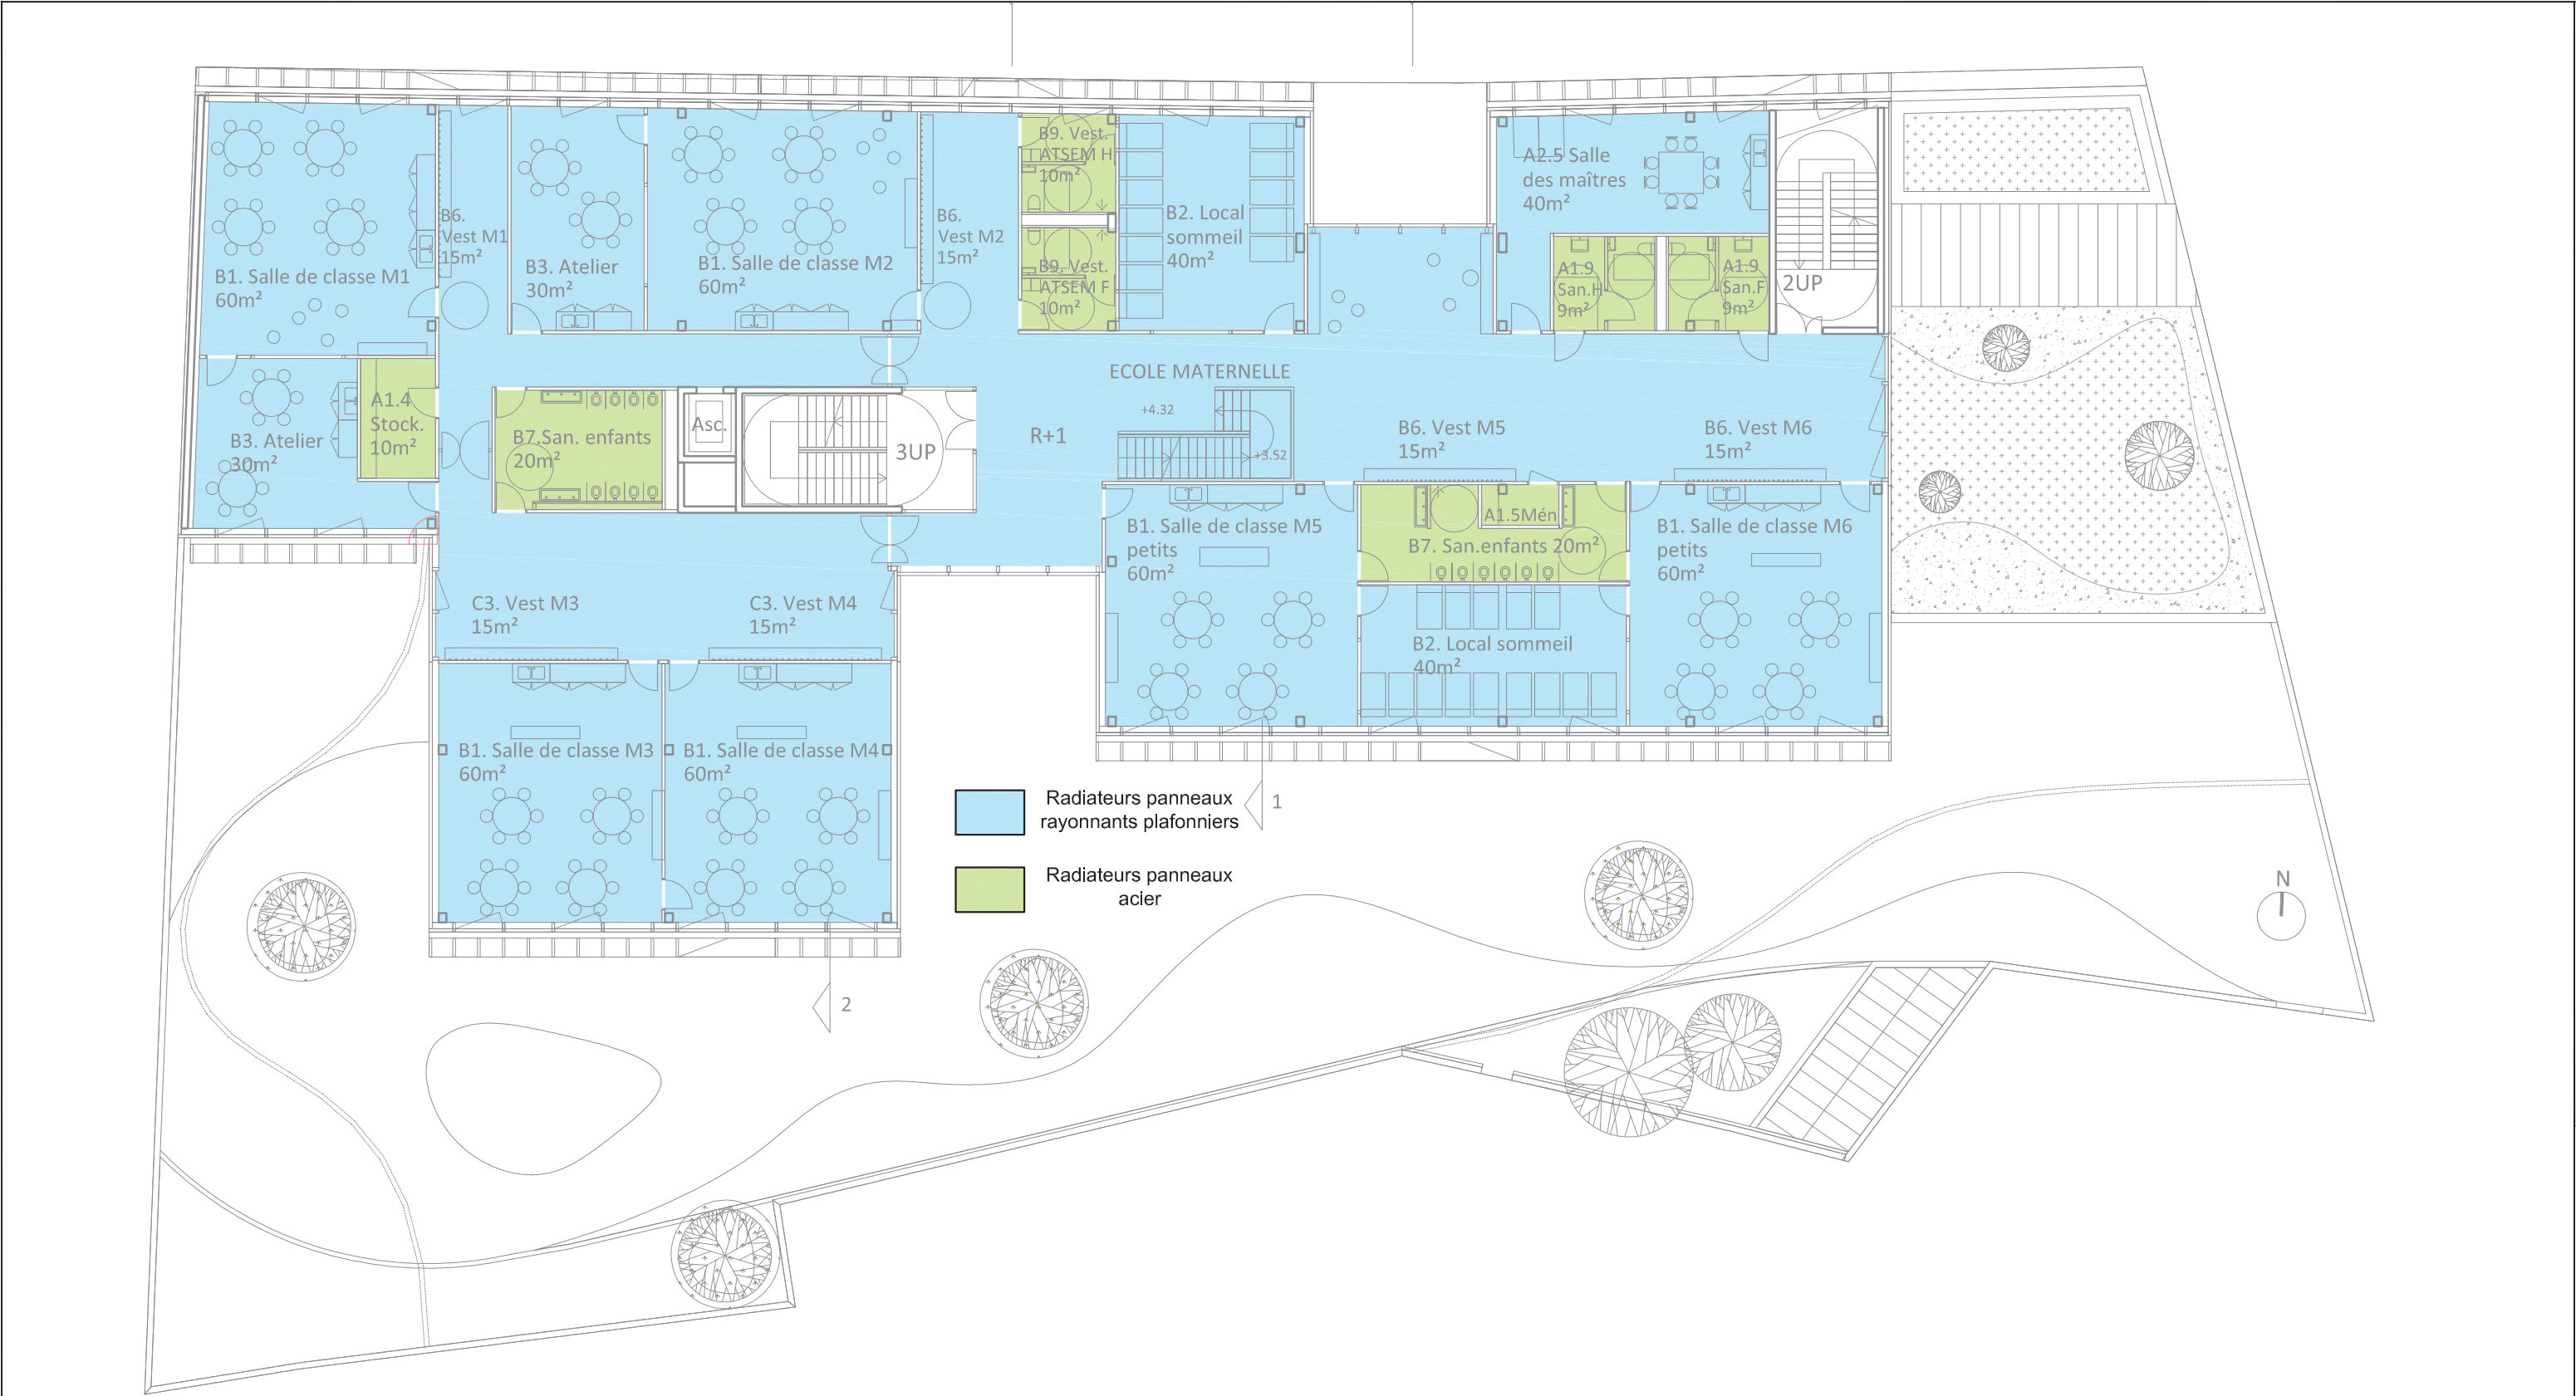 B1. Salle de classe M1
60m²
B6.
Vest M1
15m²
B3. Atelier
30m²
B1. Salle de classe M2
60m²
B6.
Vest M2
15m²
B9. Vest.
ATSEM H
10m²
B9. Vest.
ATSEM F
10m²
B2. Local
sommeil
40m²
A2.5 Salle
des maîtres
40m²
A1.9
San.H
9m²
A1.9
San.F
9m²
2UP
B3. Atelier
30m²
A1.4
Stock.
10m²
B7.San. enfants
20m²
Asc.
3UP
ECOLE MATERNELLE
R+1
+4.32
+3.52
B6. Vest M5
15m²
B6. Vest M6
15m²
B1. Salle de classe M5
petits
60m²
A1.5Mén
B7. San.enfants 20m²
B2. Local sommeil
40m²
B1. Salle de classe M6
petits
60m²
C3. Vest M3
15m²
C3. Vest M4
15m²
B1. Salle de classe M3
60m²
B1. Salle de classe M4
60m²
Radiateurs panneaux
rayonnants plafonniers
Radiateurs panneaux
acier
1
2
N